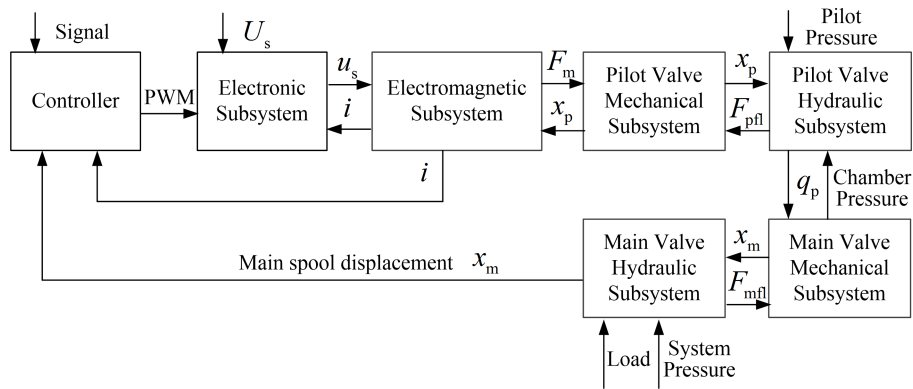 Signal
U_s
Pilot
Pressure
Controller
PWM
Electronic
Subsystem
u_s
i
Electromagnetic
Subsystem
F_m
x_p
Pilot Valve
Mechanical
Subsystem
x_p
F_pfl
Pilot Valve
Hydraulic
Subsystem
i
q_p
Chamber
Pressure
Main spool displacement x_m
Main Valve
Hydraulic
Subsystem
x_m
F_mfl
Main Valve
Mechanical
Subsystem
Load
System
Pressure